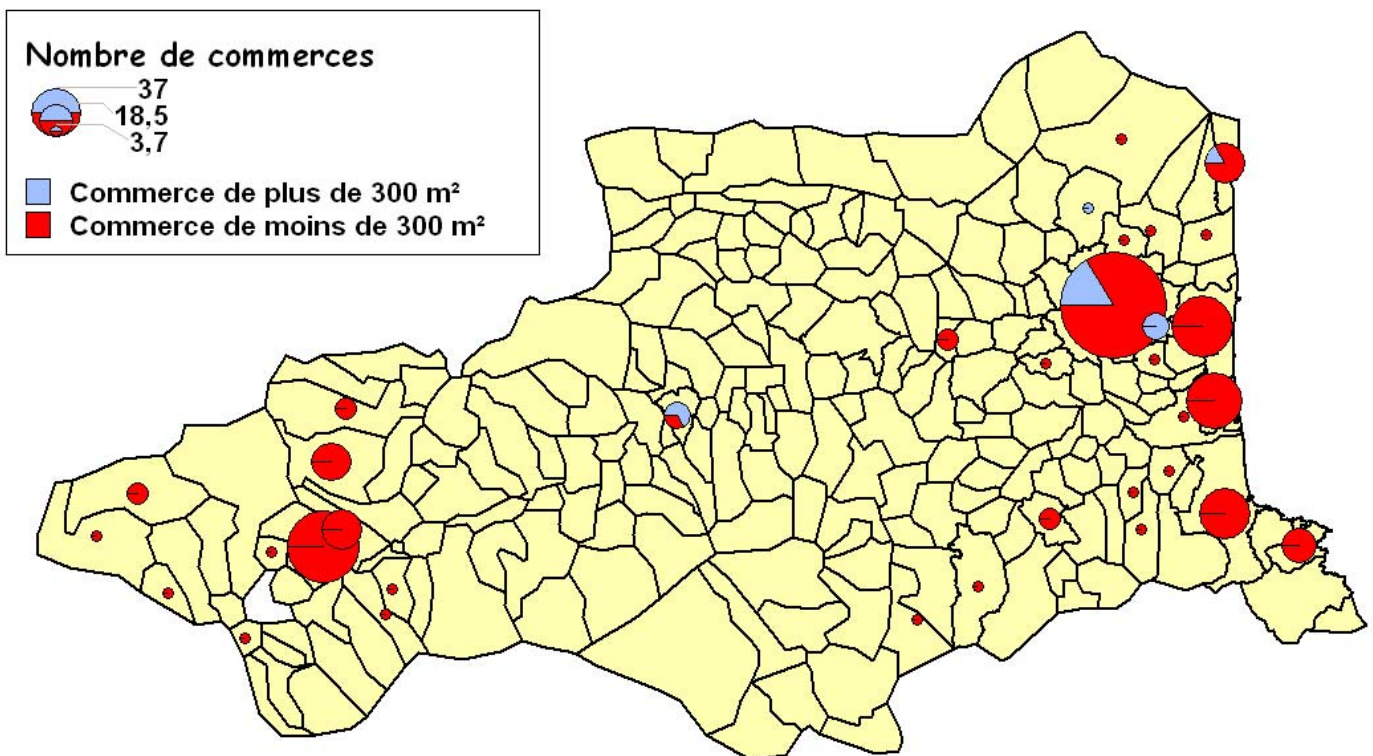 Nombre de commerces
37
18,5
3,7
Commerce de plus de 300 m²
Commerce de moins de 300 m²